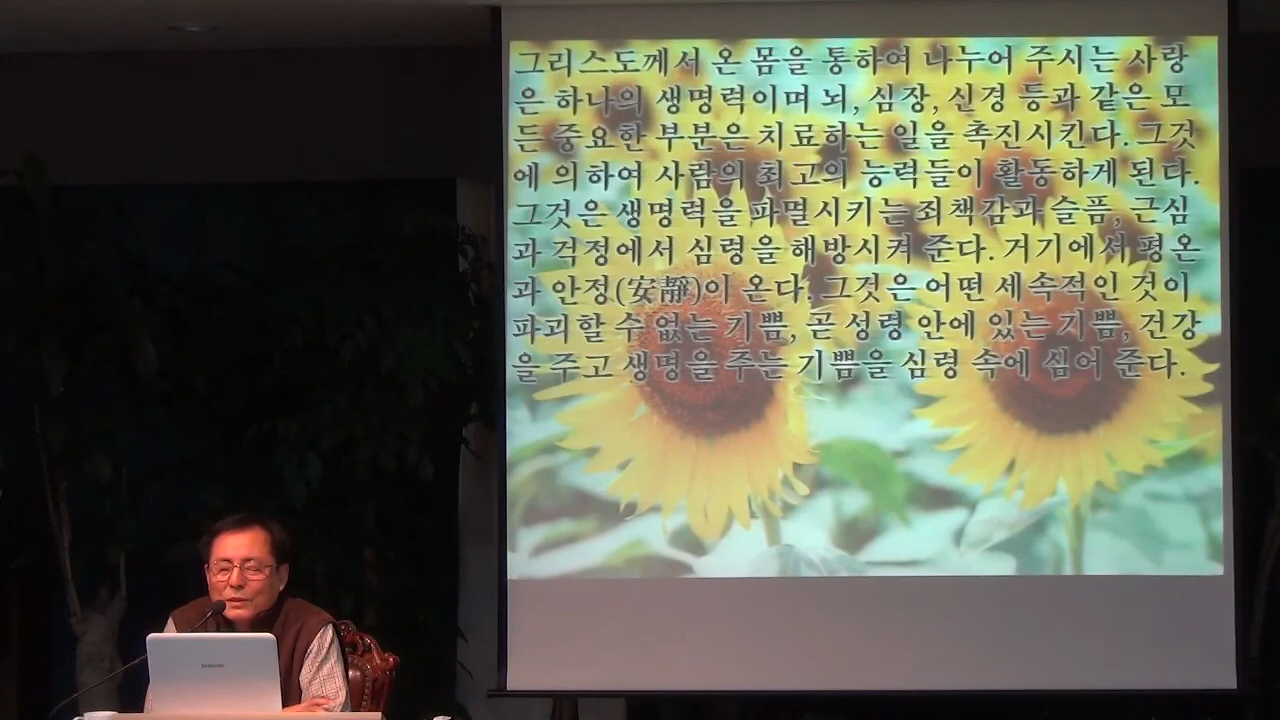 그리스도께서 온 몸을 통하여 나누어 주시는 사랑
은 하나의 생명력이며 뇌, 심장, 신경 등과 같은 모
든 중요한 부분은 치료하는 일을 촉진시킨다. 그것
에 의하여 사람의 최고의 능력들이 활동하게 된다.
그것은 생명력을 파멸시키는 죄책감과 슬픔, 근심
과 걱정에서 심령을 해방시켜 준다. 거기에서 평온
과 안정(安靜)이 온다. 그것은 어떤 세속적인 것이
파괴할 수 없는 기쁨, 곧 성령 안에 있는 기쁨, 건강
을 주고 생명을 주는 기쁨을 심령 속에 심어 준다.
SAMSUNG